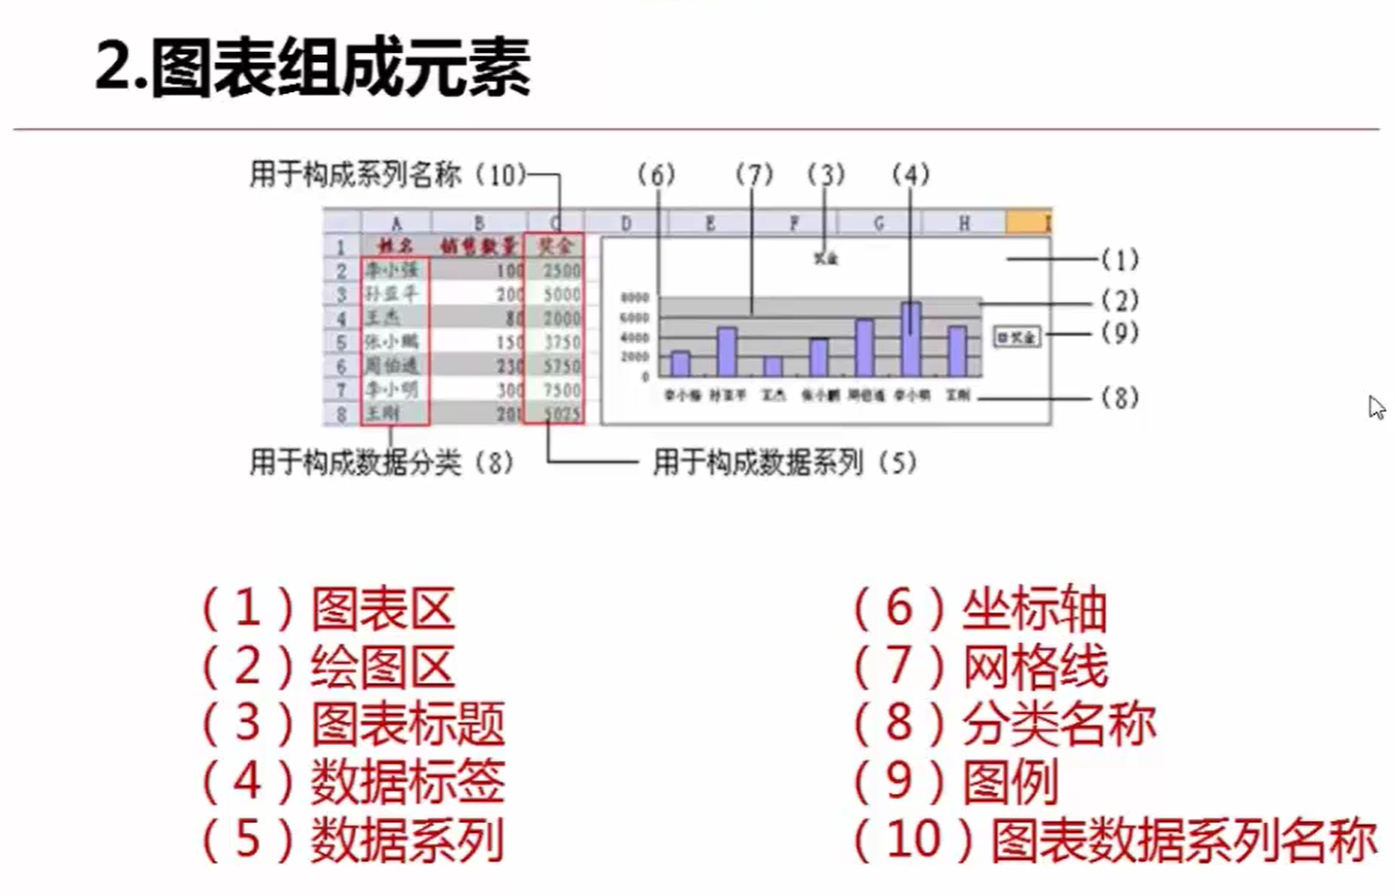 2.图表组成元素
用于构成系列名称（10） （6） （7） （3） （4）
A B C D E F G H I
1 姓名 销售数量 奖金
2 李小强 100 2500
3 孙亚平 200 5000
4 王杰 80 2000
5 张小鹏 150 3750
6 周伯通 230 5750
7 李小明 300 7500
8 王刚 201 5025
奖金
（1）
8000
（2）
6000
4000
奖金
（9）
2000
0
李小强 孙亚平 王杰 张小鹏 周伯通 李小明 王刚
（8）
用于构成数据分类（8） 用于构成数据系列（5）
（1）图表区
（2）绘图区
（3）图表标题
（4）数据标签
（5）数据系列
（6）坐标轴
（7）网格线
（8）分类名称
（9）图例
（10）图表数据系列名称